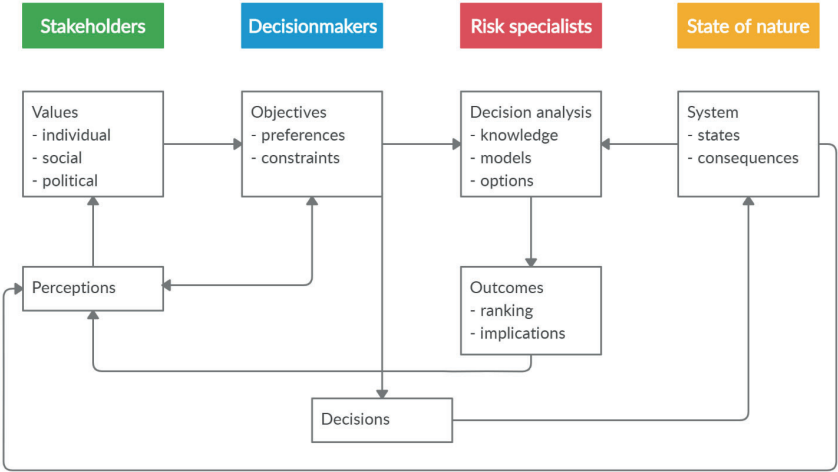 Stakeholders
Decisionmakers
Risk specialists
State of nature
Values
- individual
- social
- political
Objectives
- preferences
- constraints
Decision analysis
- knowledge
- models
- options
System
- states
- consequences
Perceptions
Outcomes
- ranking
- implications
Decisions